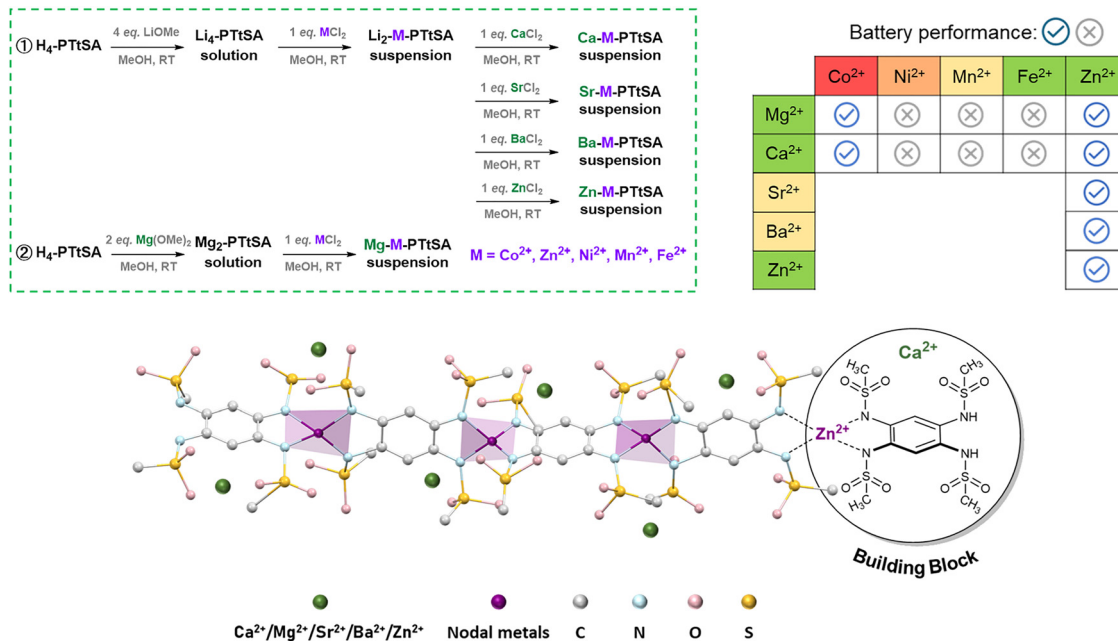 ① H₄-PTtSA
4 eq. LiOMe
MeOH, RT
Li₄-PTtSA
solution
1 eq. MCl₂
MeOH, RT
Li₂-M-PTtSA
suspension
1 eq. CaCl₂
MeOH, RT
Ca-M-PTtSA
suspension
1 eq. SrCl₂
MeOH, RT
Sr-M-PTtSA
suspension
1 eq. BaCl₂
MeOH, RT
Ba-M-PTtSA
suspension
1 eq. ZnCl₂
MeOH, RT
Zn-M-PTtSA
suspension
② H₄-PTtSA
2 eq. Mg(OMe)₂
MeOH, RT
Mg₂-PTtSA
solution
1 eq. MCl₂
MeOH, RT
Mg-M-PTtSA
suspension
M = Co²⁺, Zn²⁺, Ni²⁺, Mn²⁺, Fe²⁺
Battery performance:
Co²⁺ Ni²⁺ Mn²⁺ Fe²⁺ Zn²⁺
Mg²⁺
Ca²⁺
Sr²⁺
Ba²⁺
Zn²⁺
Ca²⁺
H₃C CH₃
O S O O S O
N NH
Zn²⁺
N NH
O S O O S O
CH₃ CH₃
Building Block
Ca²⁺/Mg²⁺/Sr²⁺/Ba²⁺/Zn²⁺ Nodal metals C N O S